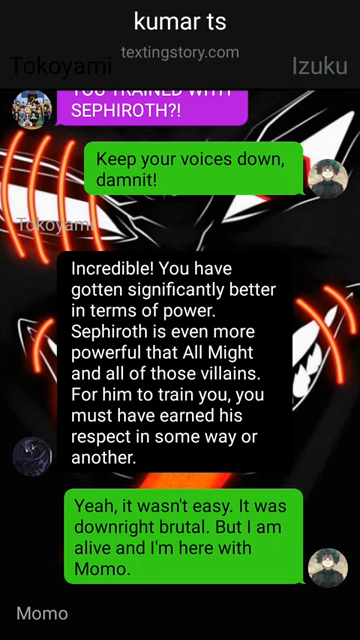 kumar ts
textingstory.com
Tokoyami
Izuku
YOU TRAINED WITH
SEPHIROTH?!
Keep your voices down,
damnit!
Tokoyami
Incredible! You have
gotten significantly better
in terms of power.
Sephiroth is even more
powerful that All Might
and all of those villains.
For him to train you, you
must have earned his
respect in some way or
another.
Yeah, it wasn't easy. It was
downright brutal. But I am
alive and I'm here with
Momo.
Momo